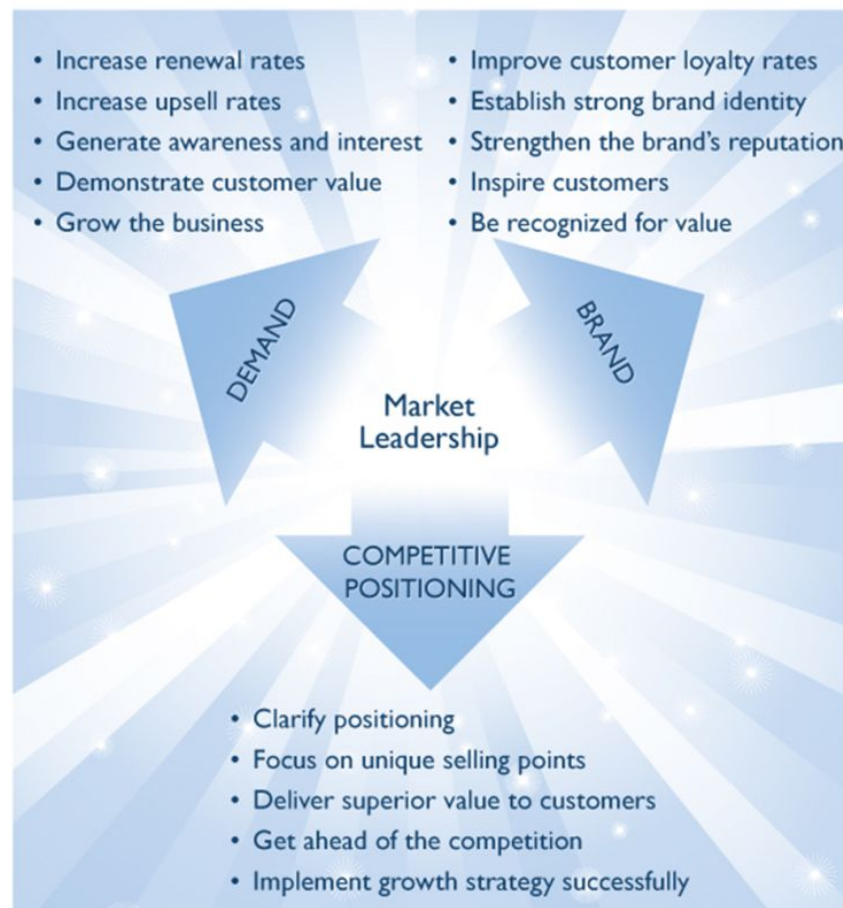 • Increase renewal rates
• Increase upsell rates
• Generate awareness and interest
• Demonstrate customer value
• Grow the business
• Improve customer loyalty rates
• Establish strong brand identity
• Strengthen the brand's reputation
• Inspire customers
• Be recognized for value
DEMAND
BRAND
Market
Leadership
COMPETITIVE
POSITIONING
• Clarify positioning
• Focus on unique selling points
• Deliver superior value to customers
• Get ahead of the competition
• Implement growth strategy successfully